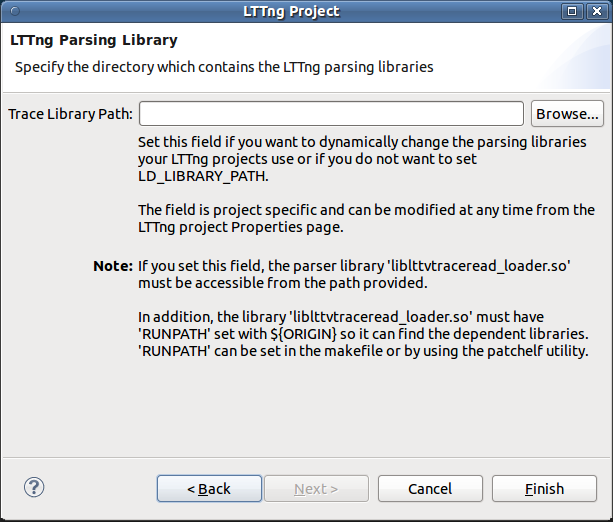 LTTng Project
LTTng Parsing Library
Specify the directory which contains the LTTng parsing libraries
Trace Library Path:
Browse...
Set this field if you want to dynamically change the parsing libraries
your LTTng projects use or if you do not want to set
LD_LIBRARY_PATH.
The field is project specific and can be modified at any time from the
LTTng project Properties page.
Note: If you set this field, the parser library 'liblttvtraceread_loader.so'
must be accessible from the path provided.
In addition, the library 'liblttvtraceread_loader.so' must have
'RUNPATH' set with ${ORIGIN} so it can find the dependent libraries.
'RUNPATH' can be set in the makefile or by using the patchelf utility.
?
< Back
Next >
Cancel
Finish